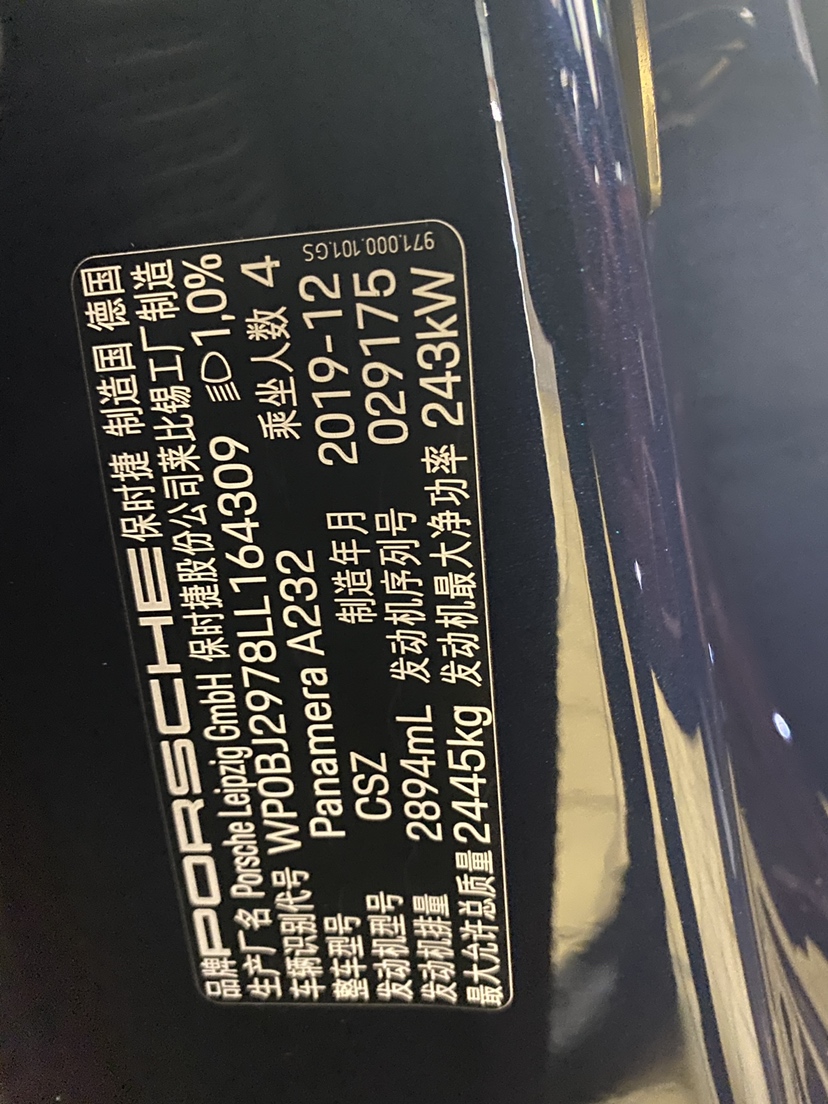 品牌 PORSCHE 保时捷 制造国 德国
生产厂名 Porsche Leipzig GmbH 保时捷股份公司莱比锡工厂制造
车辆识别代号 WP0BJ2978LL164309 1,0%
整车型号 Panamera A232 乘坐人数 4
发动机型号 CSZ 制造年月 2019-12
发动机排量 2894mL 发动机序列号 029175
最大允许总质量 2445kg 发动机最大净功率 243kW
971.000.101.GS